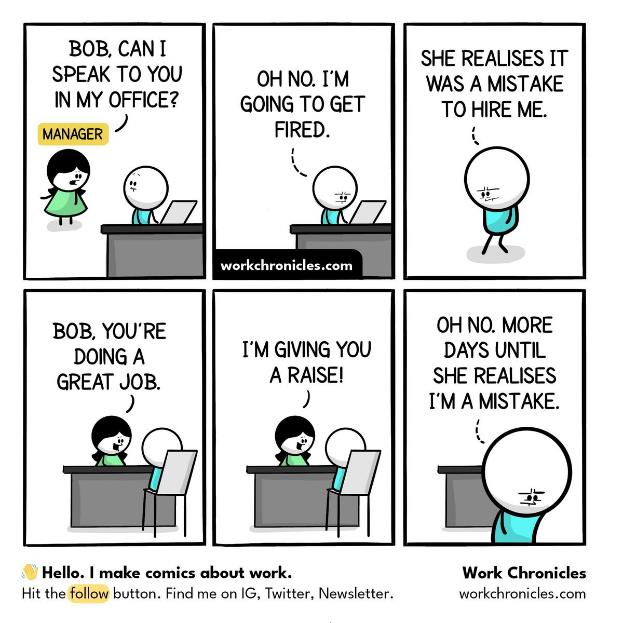 BOB, CAN I
SPEAK TO YOU
IN MY OFFICE?
MANAGER
OH NO. I'M
GOING TO GET
FIRED.
workchronicles.com
SHE REALISES IT
WAS A MISTAKE
TO HIRE ME.
BOB, YOU'RE
DOING A
GREAT JOB.
I'M GIVING YOU
A RAISE!
OH NO. MORE
DAYS UNTIL
SHE REALISES
I'M A MISTAKE.
👋 Hello. I make comics about work.
Hit the follow button. Find me on IG, Twitter, Newsletter.
Work Chronicles
workchronicles.com